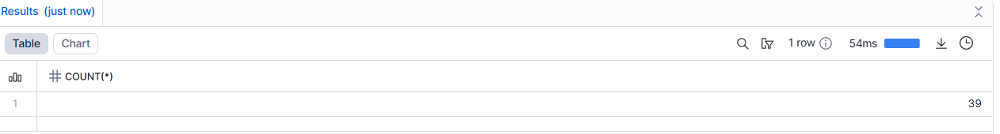 Results (just now)
Table Chart 1 row 54ms
COUNT(*)
1 39